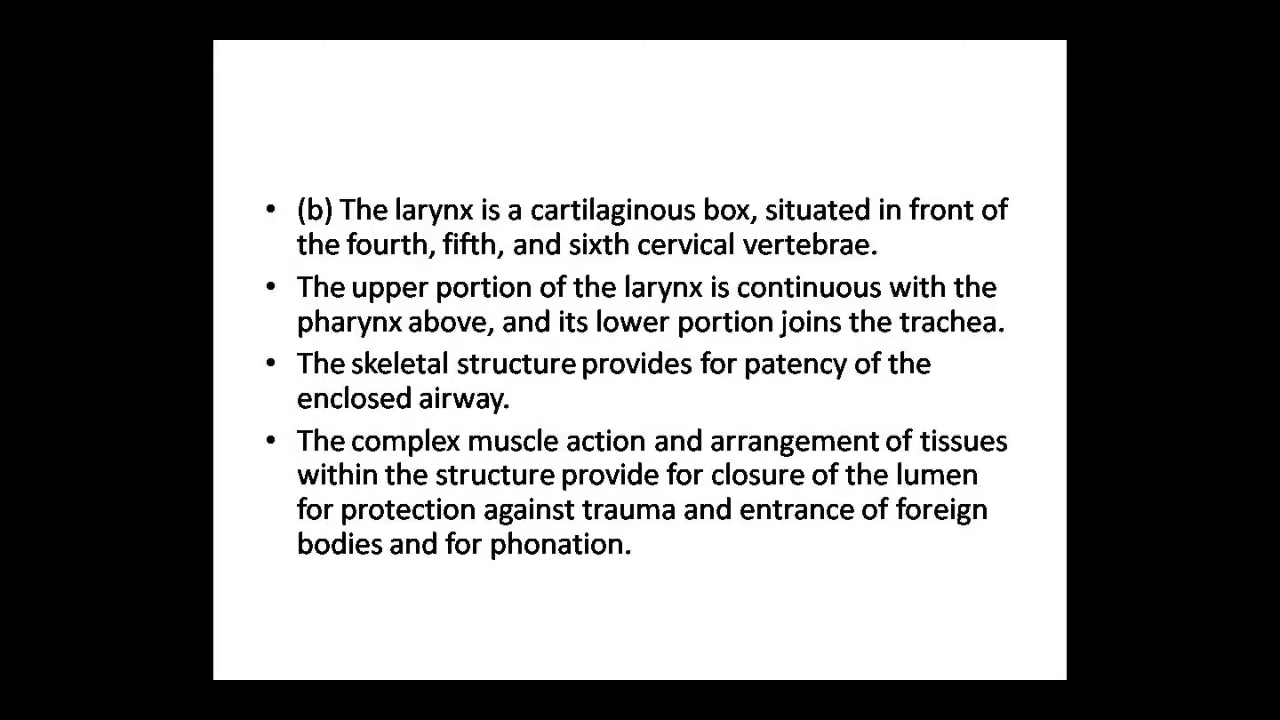 • (b) The larynx is a cartilaginous box, situated in front of
the fourth, fifth, and sixth cervical vertebrae.
• The upper portion of the larynx is continuous with the
pharynx above, and its lower portion joins the trachea.
• The skeletal structure provides for patency of the
enclosed airway.
• The complex muscle action and arrangement of tissues
within the structure provide for closure of the lumen
for protection against trauma and entrance of foreign
bodies and for phonation.